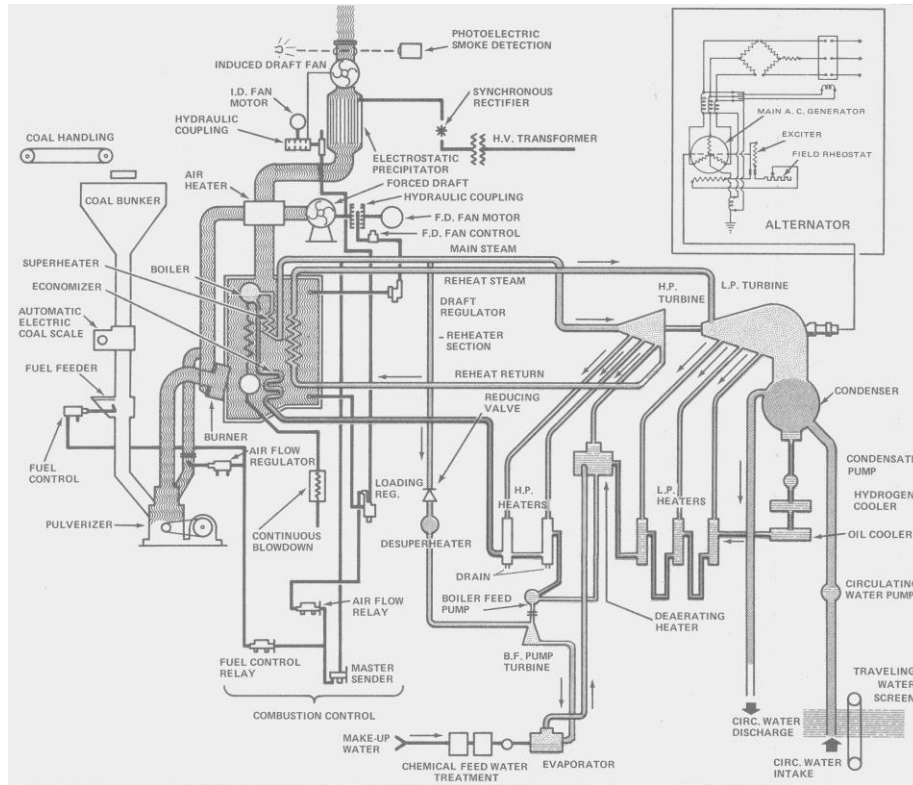 PHOTOELECTRIC
SMOKE DETECTION
INDUCED DRAFT FAN
I.D. FAN
MOTOR
HYDRAULIC
COUPLING
SYNCHRONOUS
RECTIFIER
H.V. TRANSFORMER
ELECTROSTATIC
PRECIPITATOR
COAL HANDLING
COAL BUNKER
AIR
HEATER
FORCED DRAFT
HYDRAULIC COUPLING
F.D. FAN MOTOR
F.D. FAN CONTROL
MAIN STEAM
MAIN A. C. GENERATOR
EXCITER
FIELD RHEOSTAT
ALTERNATOR
SUPERHEATER
BOILER
ECONOMIZER
REHEAT STEAM
H.P.
TURBINE
L.P. TURBINE
DRAFT
REGULATOR
REHEATER
SECTION
AUTOMATIC
ELECTRIC
COAL SCALE
FUEL FEEDER
REHEAT RETURN
REDUCING
VALVE
CONDENSER
BURNER
FUEL
CONTROL
AIR FLOW
REGULATOR
LOADING
REG.
H.P.
HEATERS
L.P.
HEATERS
CONDENSATE
PUMP
HYDROGEN
COOLER
PULVERIZER
CONTINUOUS
BLOWDOWN
DESUPERHEATER
OIL COOLER
DRAIN
BOILER FEED
PUMP
AIR FLOW
RELAY
DEAERATING
HEATER
CIRCULATING
WATER PUMP
B.F. PUMP
TURBINE
FUEL CONTROL
RELAY
MASTER
SENDER
COMBUSTION CONTROL
TRAVELING
WATER
SCREEN
CIRC. WATER
DISCHARGE
MAKE-UP
WATER
CHEMICAL FEED WATER
TREATMENT
EVAPORATOR
CIRC. WATER
INTAKE